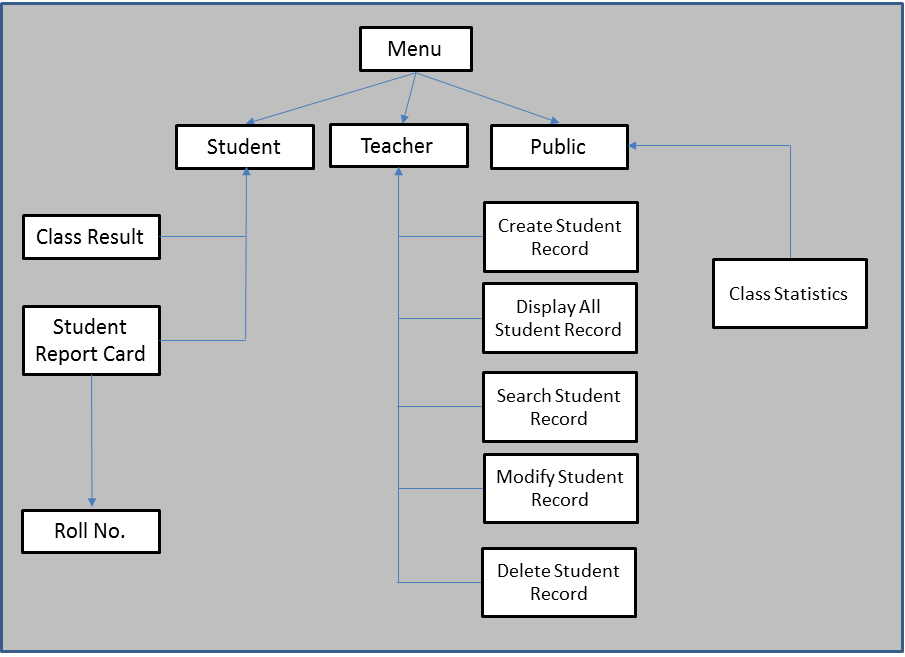 Menu
Student
Teacher
Public
Class Result
Student
Report Card
Roll No.
Create Student
Record
Display All
Student Record
Search Student
Record
Modify Student
Record
Delete Student
Record
Class Statistics